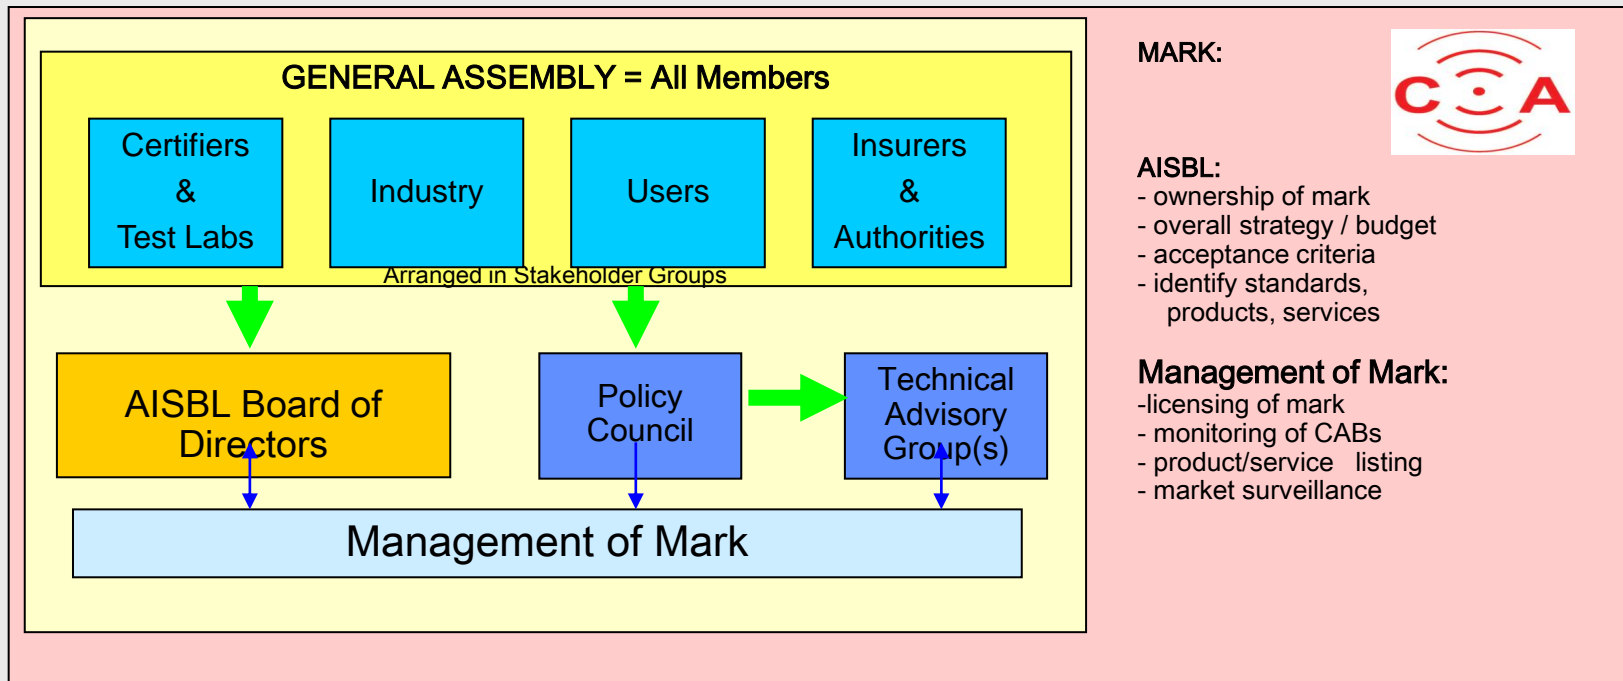 GENERAL ASSEMBLY = All Members
Certifiers
&
Test Labs
Industry
Users
Insurers
&
Authorities
Arranged in Stakeholder Groups
AISBL Board of
Directors
Policy
Council
Technical
Advisory
Group(s)
Management of Mark
MARK:
C A
AISBL:
- ownership of mark
- overall strategy / budget
- acceptance criteria
- identify standards,
products, services
Management of Mark:
-licensing of mark
- monitoring of CABs
- product/service listing
- market surveillance